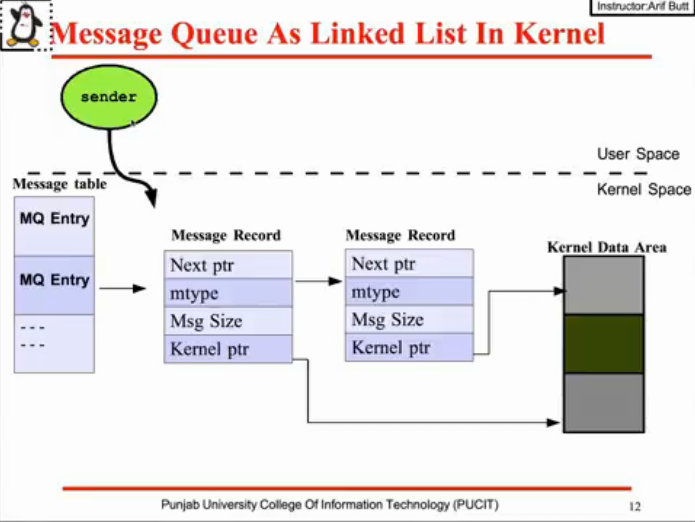 Instructor:Arif Butt
Message Queue As Linked List In Kernel
sender
User Space
Kernel Space
Message table
MQ Entry
MQ Entry
---
---
Message Record
Next ptr
mtype
Msg Size
Kernel ptr
Message Record
Next ptr
mtype
Msg Size
Kernel ptr
Kernel Data Area
Punjab University College Of Information Technology (PUCIT)
12